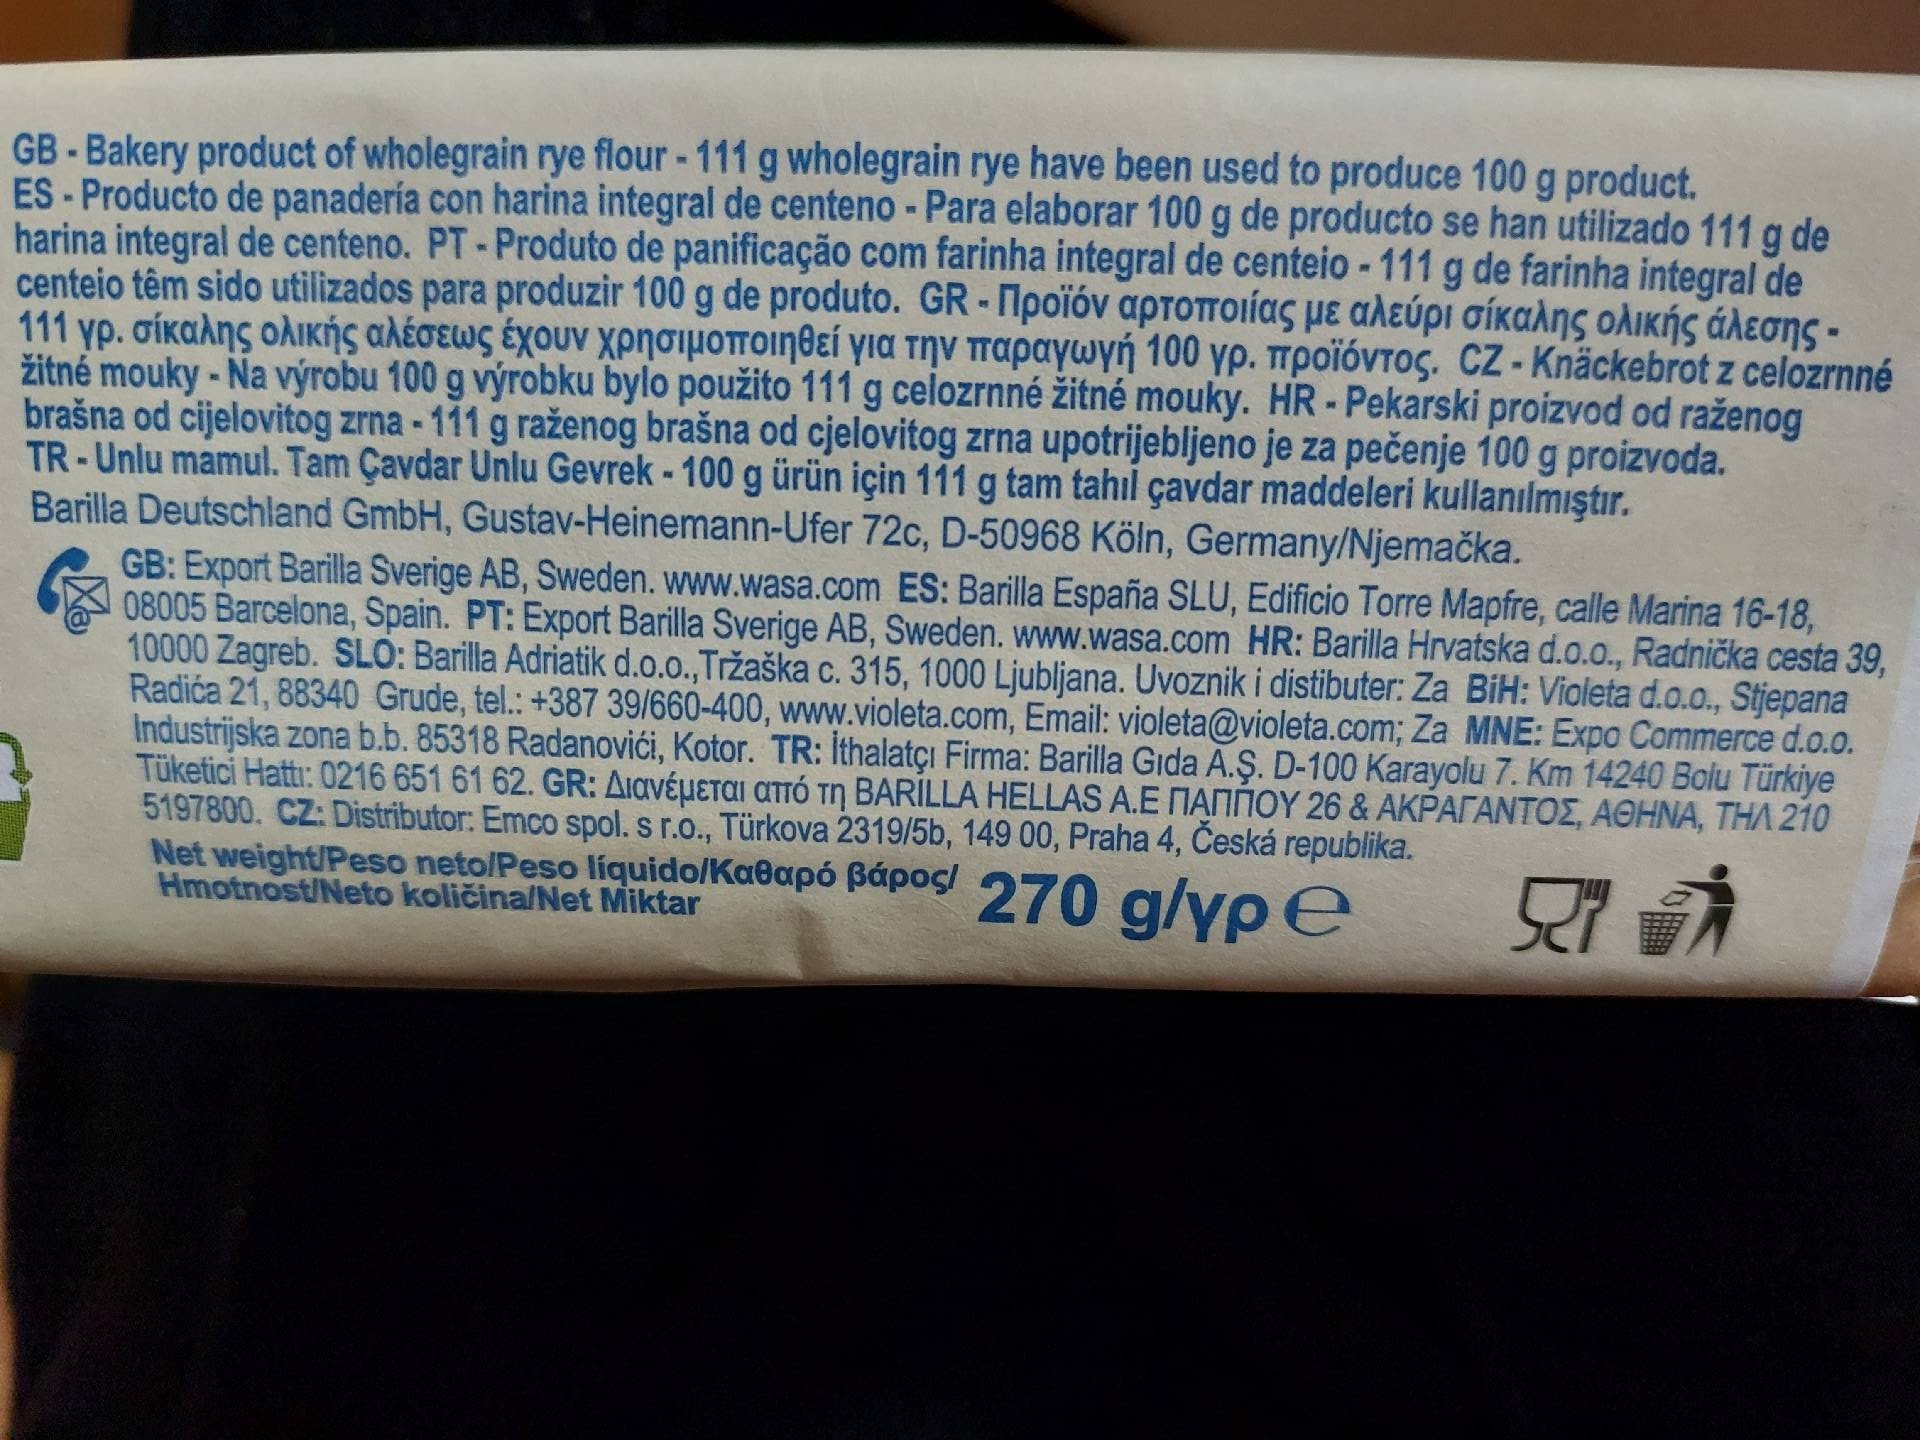 GB - Bakery product of wholegrain rye flour - 111 g wholegrain rye have been used to produce 100 g product.
ES - Producto de panadería con harina integral de centeno - Para elaborar 100 g de producto se han utilizado 111 g de
harina integral de centeno. PT - Produto de panificação com farinha integral de centeio - 111 g de farinha integral de
centeio têm sido utilizados para produzir 100 g de produto. GR - Προϊόν αρτοποιίας με αλεύρι σίκαλης ολικής άλεσης -
111 γρ. σίκαλης ολικής αλέσεως έχουν χρησιμοποιηθεί για την παραγωγή 100 γρ. προϊόντος. CZ - Knäckebrot z celozrnné
žitné mouky - Na výrobu 100 g výrobku bylo použito 111 g celozrnné žitné mouky. HR - Pekarski proizvod od raženog
brašna od cijelovitog zrna - 111 g raženog brašna od cjelovitog zrna upotrijebljeno je za pečenje 100 g proizvoda.
TR - Unlu mamul. Tam Çavdar Unlu Gevrek - 100 g ürün için 111 g tam tahıl çavdar maddeleri kullanılmıştır.
Barilla Deutschland GmbH, Gustav-Heinemann-Ufer 72c, D-50968 Köln, Germany/Njemačka.
GB: Export Barilla Sverige AB, Sweden. www.wasa.com ES: Barilla España SLU, Edificio Torre Mapfre, calle Marina 16-18,
08005 Barcelona, Spain. PT: Export Barilla Sverige AB, Sweden. www.wasa.com HR: Barilla Hrvatska d.o.o., Radnička cesta 39,
10000 Zagreb. SLO: Barilla Adriatik d.o.o.,Tržaška c. 315, 1000 Ljubljana. Uvoznik i distibuter: Za BiH: Violeta d.o.o., Stjepana
Radića 21, 88340 Grude, tel.: +387 39/660-400, www.violeta.com, Email: violeta@violeta.com; Za MNE: Expo Commerce d.o.o.
Industrijska zona b.b. 85318 Radanovići, Kotor. TR: İthalatçı Firma: Barilla Gıda A.Ş. D-100 Karayolu 7. Km 14240 Bolu Türkiye
Tüketici Hattı: 0216 651 61 62. GR: Διανέμεται από τη BARILLA HELLAS A.E ΠΑΠΠΟΥ 26 & ΑΚΡΑΓΑΝΤΟΣ, ΑΘΗΝΑ, ΤΗΛ 210
5197800. CZ: Distributor: Emco spol. s r.o., Türkova 2319/5b, 149 00, Praha 4, Česká republika.
Net weight/Peso neto/Peso líquido/Καθαρό βάρος/
Hmotnost/Neto količina/Net Miktar
270 g/γρ e